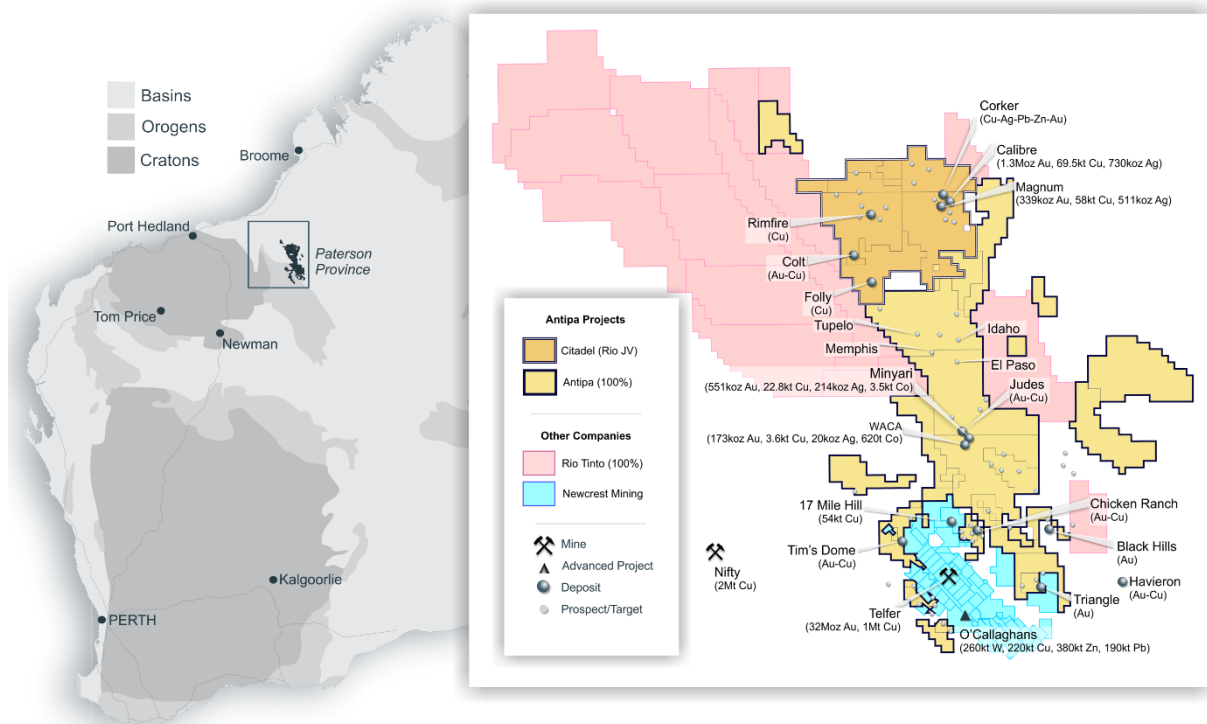 Basins
Orogens
Cratons
Broome
Port Hedland
Paterson
Province
Tom Price
Newman
Kalgoorlie
PERTH
Corker
(Cu-Ag-Pb-Zn-Au)
Calibre
(1.3Moz Au, 69.5kt Cu, 730koz Ag)
Magnum
(339koz Au, 58kt Cu, 511koz Ag)
Rimfire
(Cu)
Colt
(Au-Cu)
Folly
(Cu)
Tupelo
Idaho
Memphis
El Paso
Minyari
(551koz Au, 22.8kt Cu, 214koz Ag, 3.5kt Co)
Judes
(Au-Cu)
WACA
(173koz Au, 3.6kt Cu, 20koz Ag, 620t Co)
17 Mile Hill
(54kt Cu)
Chicken Ranch
(Au-Cu)
Tim's Dome
(Au-Cu)
Black Hills
(Au)
Nifty
(2Mt Cu)
Havieron
(Au-Cu)
Triangle
(Au)
Telfer
(32Moz Au, 1Mt Cu)
O'Callaghans
(260kt W, 220kt Cu, 380kt Zn, 190kt Pb)
Antipa Projects
Citadel (Rio JV)
Antipa (100%)
Other Companies
Rio Tinto (100%)
Newcrest Mining
Mine
Advanced Project
Deposit
Prospect/Target